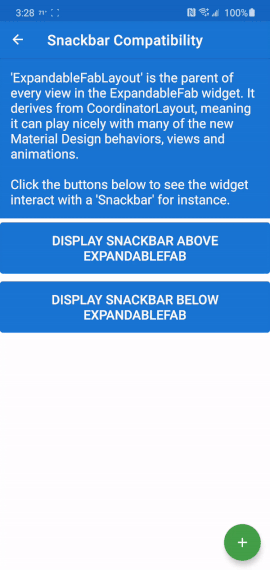 3:28 71° 100%
Snackbar Compatibility
'ExpandableFabLayout' is the parent of
every view in the ExpandableFab widget. It
derives from CoordinatorLayout, meaning
it can play nicely with many of the new
Material Design behaviors, views and
animations.
Click the buttons below to see the widget
interact with a 'Snackbar' for instance.
DISPLAY SNACKBAR ABOVE
EXPANDABLEFAB
DISPLAY SNACKBAR BELOW
EXPANDABLEFAB